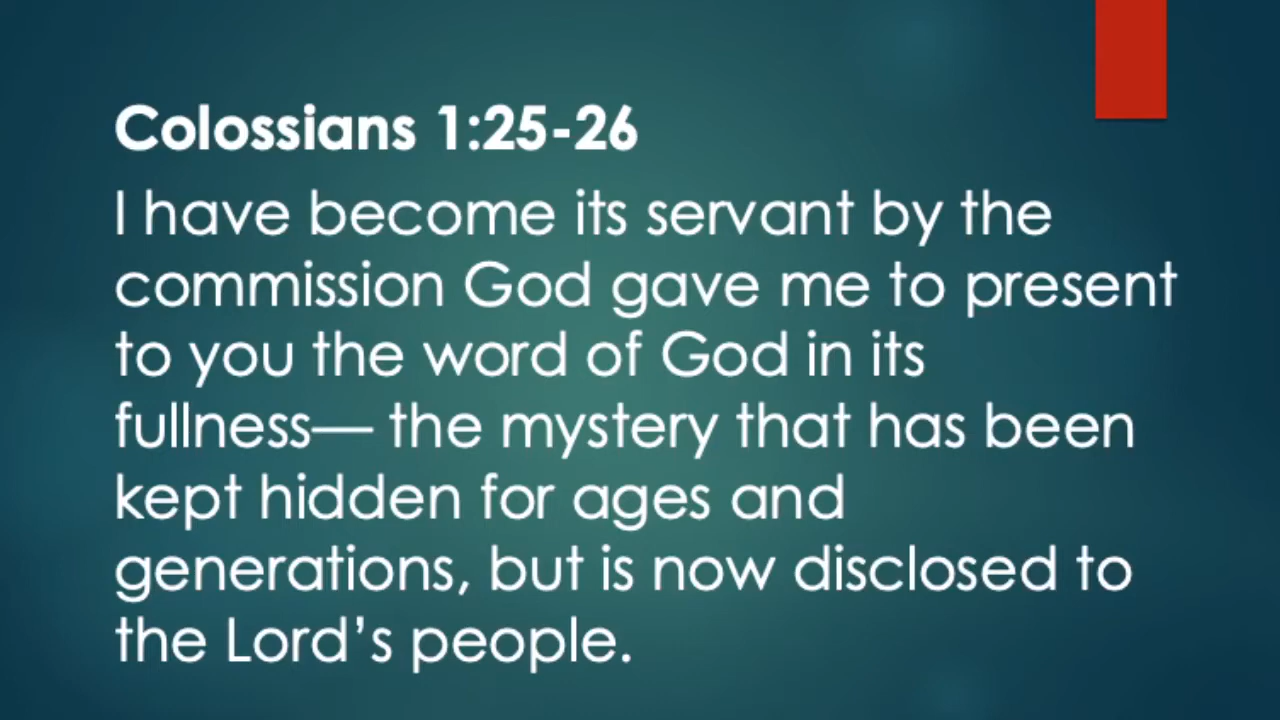 Colossians 1:25-26
I have become its servant by the
commission God gave me to present
to you the word of God in its
fullness— the mystery that has been
kept hidden for ages and
generations, but is now disclosed to
the Lord’s people.